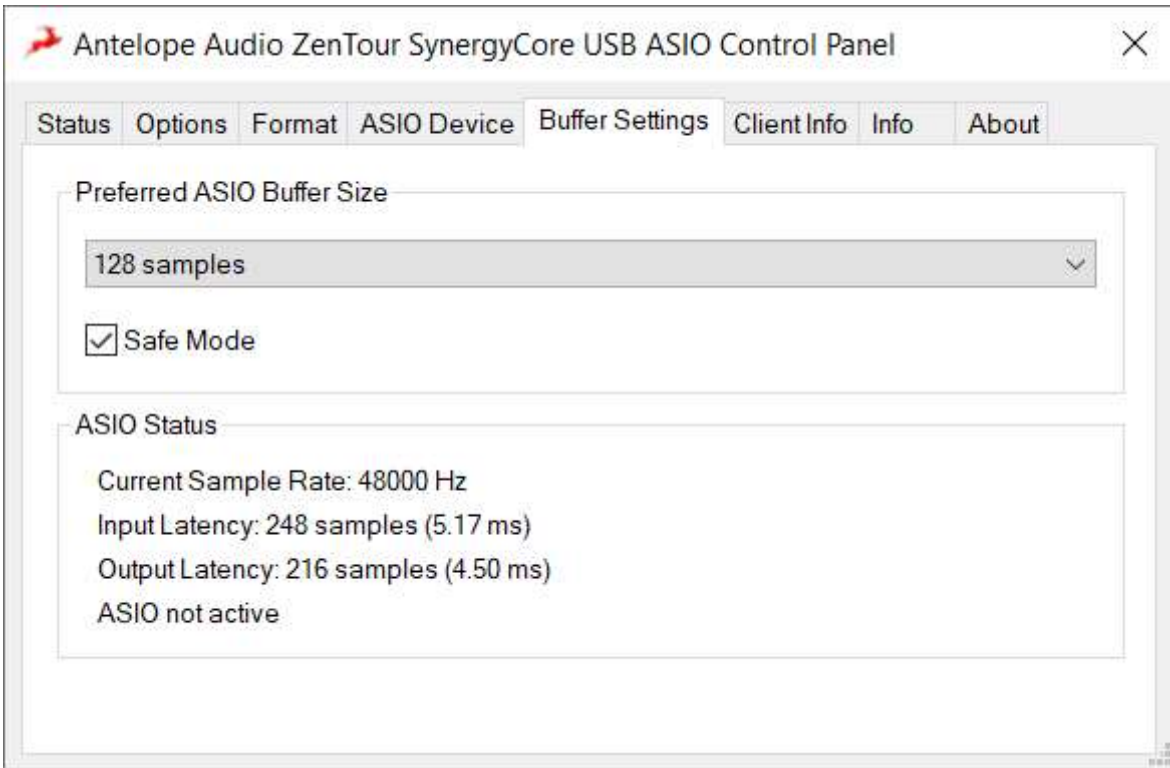 Antelope Audio ZenTour SynergyCore USB ASIO Control Panel
Status Options Format ASIO Device Buffer Settings Client Info Info About
Preferred ASIO Buffer Size
128 samples
Safe Mode
ASIO Status
Current Sample Rate: 48000 Hz
Input Latency: 248 samples (5.17 ms)
Output Latency: 216 samples (4.50 ms)
ASIO not active